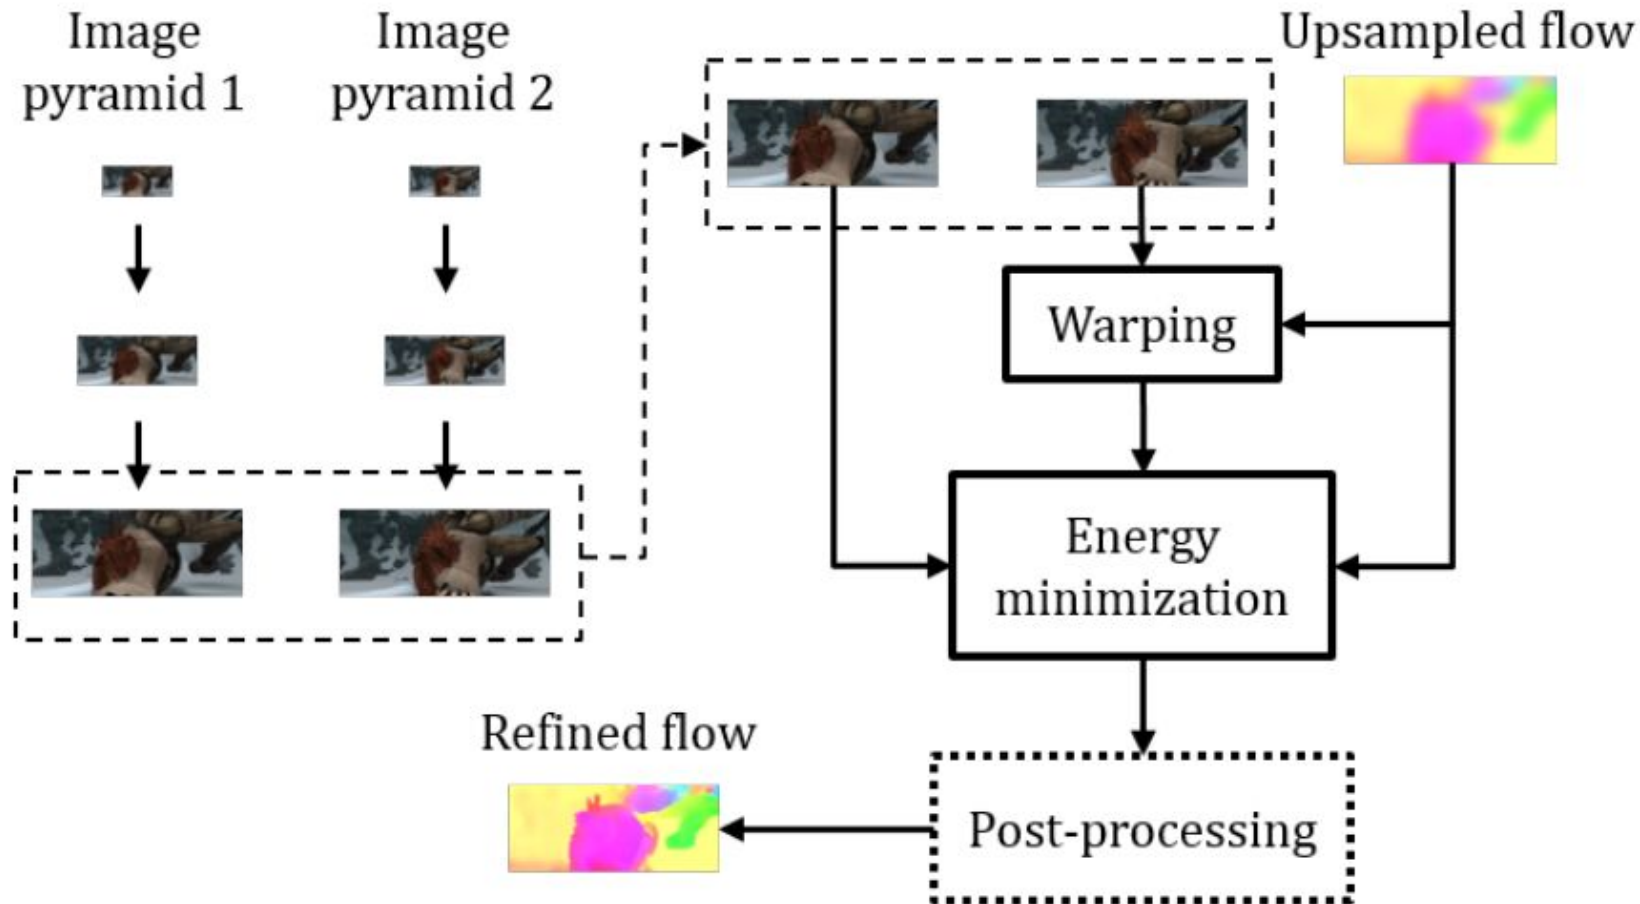 Image
pyramid 1
Image
pyramid 2
Upsampled flow
Warping
Energy
minimization
Refined flow
Post-processing